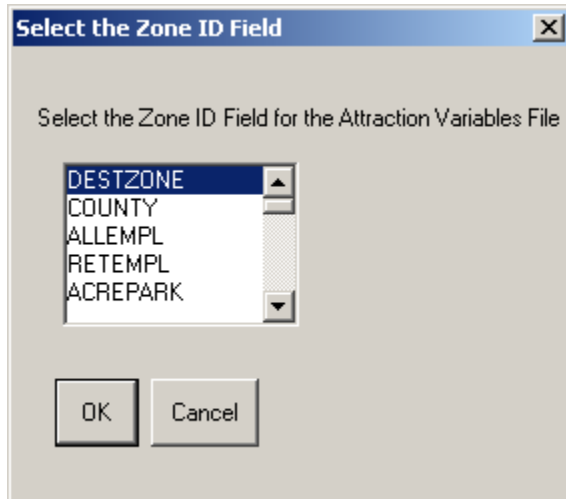 Select the Zone ID Field
Select the Zone ID Field for the Attraction Variables File
DESTZONE
COUNTY
ALLEMPL
RETEMPL
ACREPARK
OK
Cancel